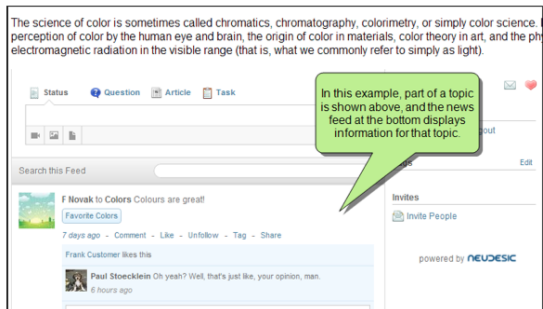 The science of color is sometimes called chromatics, chromatography, colorimetry, or simply color science.
perception of color by the human eye and brain, the origin of color in materials, color theory in art, and the
electromagnetic radiation in the visible range (that is, what we commonly refer to simply as light).
Status Question Article Task
In this example, part of a topic
is shown above, and the news
feed at the bottom displays
information for that topic.
Search this Feed
Edit
F Novak to Colors Colours are great!
Favorite Colors
7 days ago - Comment - Like - Unfollow - Tag - Share
Frank Customer likes this
Paul Stoecklein Oh yeah? Well, that's just like, your opinion, man.
6 hours ago
Invites
Invite People
powered by NEUDESIC